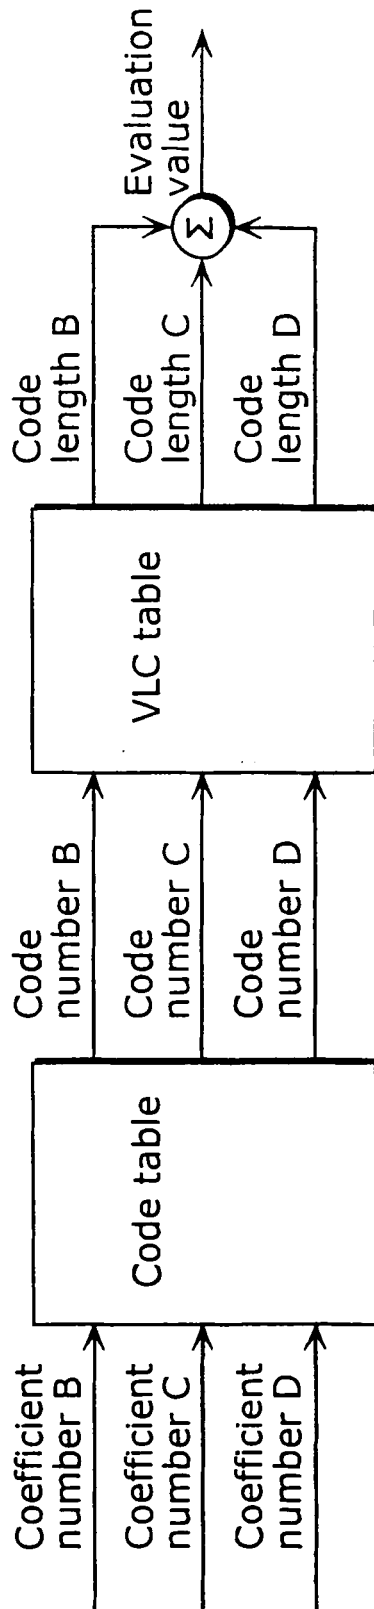 Coefficient
number B
Coefficient
number C
Coefficient
number D
Code table
Code
number B
Code
number C
Code
number D
VLC table
Code
length B
Code
length C
Code
length D
Σ
Evaluation
value